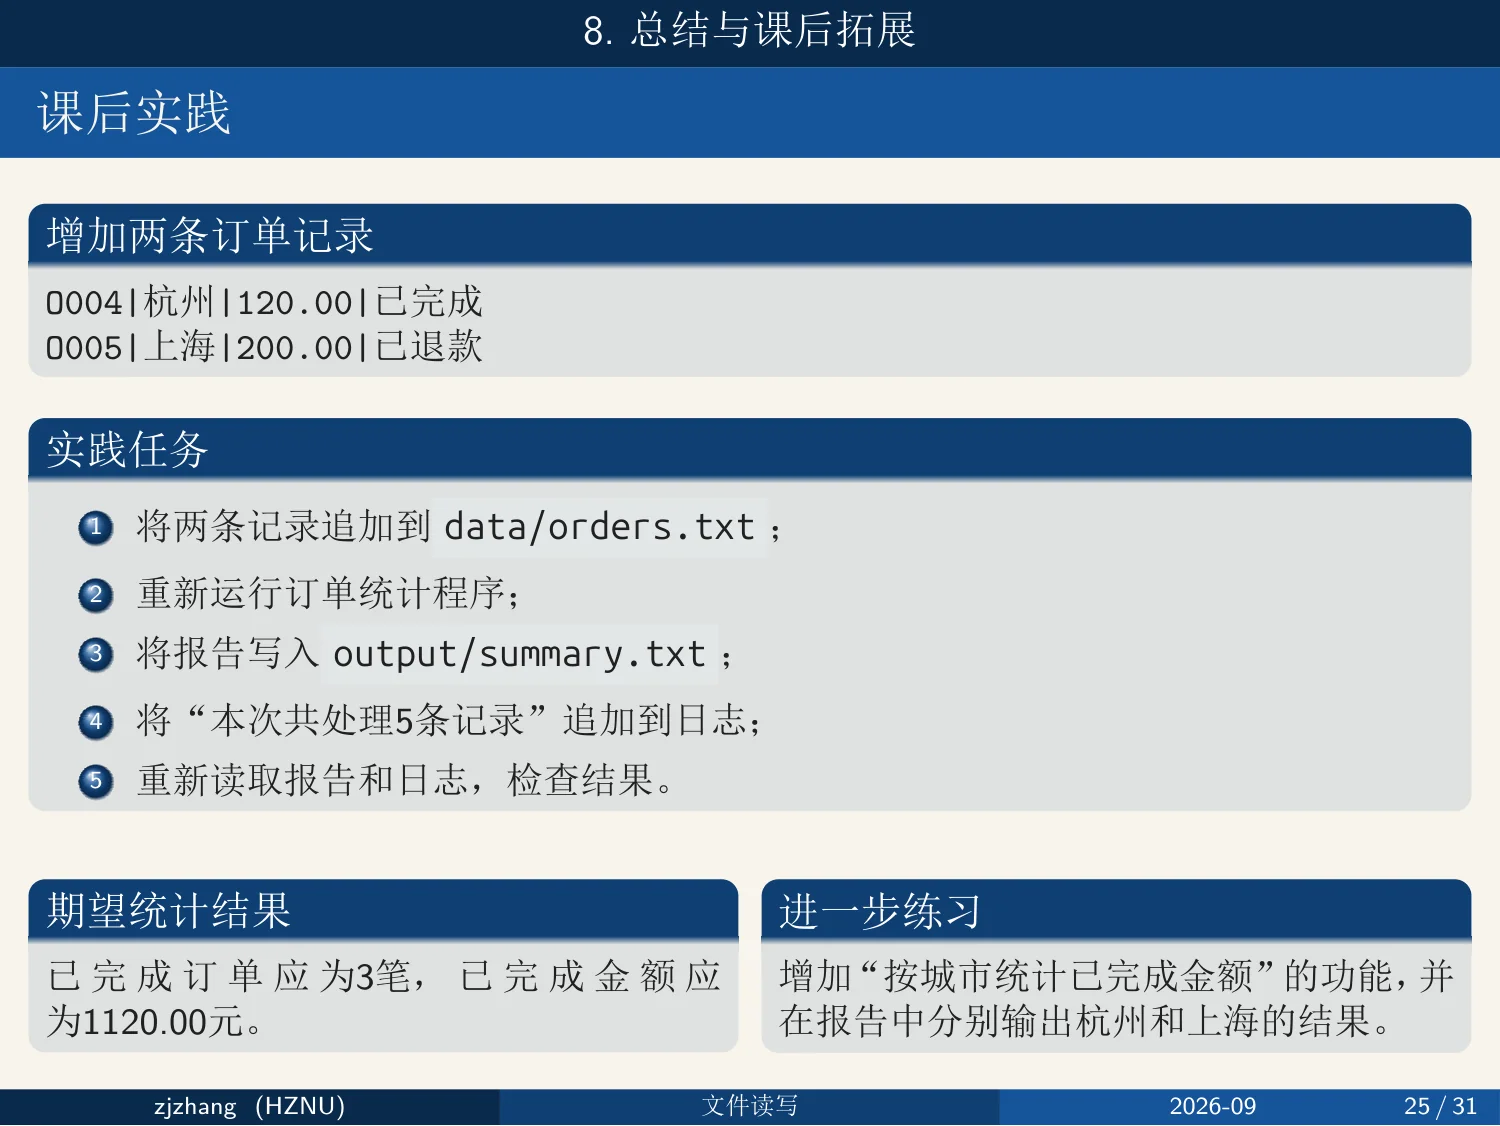 8. 总结与课后拓展
课后实践
增加两条订单记录
O004|杭州|120.00|已完成
O005|上海|200.00|已退款
实践任务
1 将两条记录追加到 data/orders.txt；
2 重新运行订单统计程序；
3 将报告写入 output/summary.txt；
4 将“本次共处理5条记录”追加到日志；
5 重新读取报告和日志，检查结果。
期望统计结果
已完成订单应为3笔，已完成金额应
为1120.00元。
进一步练习
增加“按城市统计已完成金额”的功能，并
在报告中分别输出杭州和上海的结果。
zjzhang (HZNU) 文件读写 2026-09 25 / 31